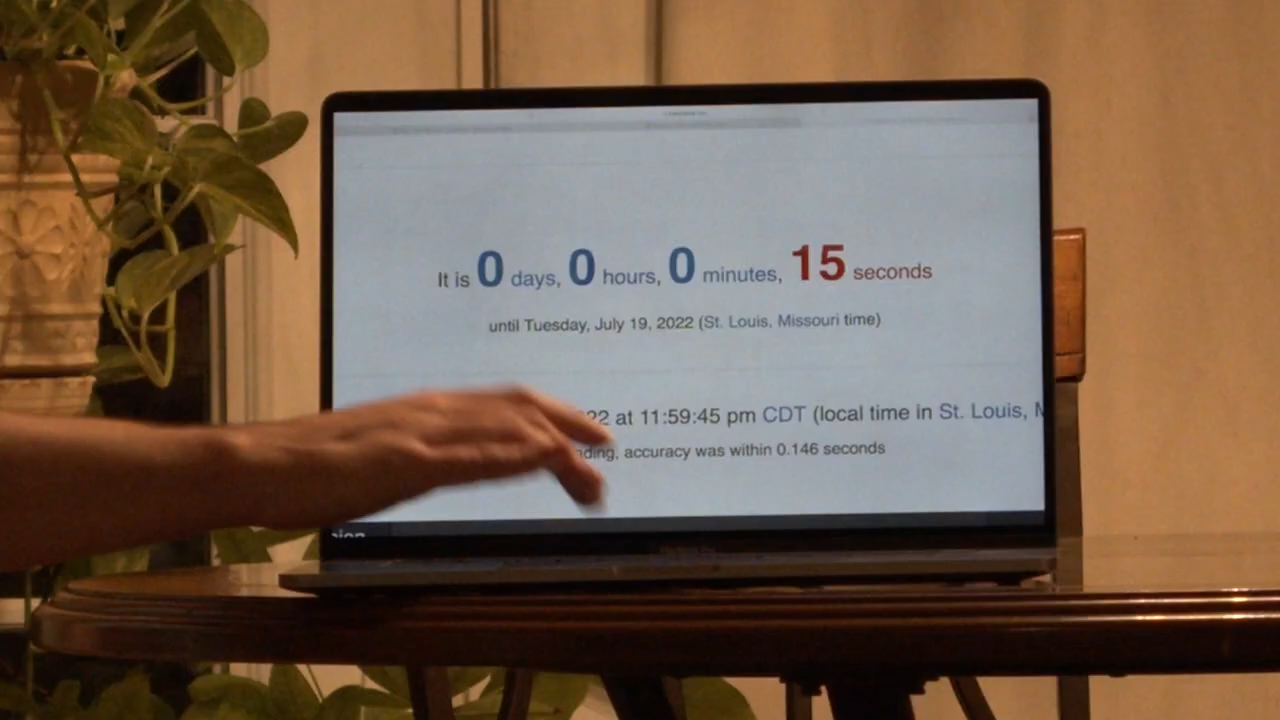 It is 0 days, 0 hours, 0 minutes, 15 seconds
until Tuesday, July 19, 2022 (St. Louis, Missouri time)
22 at 11:59:45 pm CDT (local time in St. Louis, M
nding, accuracy was within 0.146 seconds